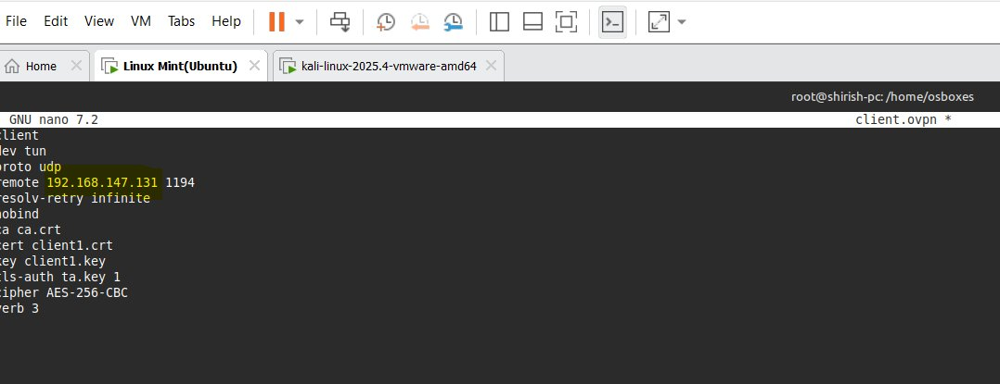 File Edit View VM Tabs Help
Home Linux Mint(Ubuntu) kali-linux-2025.4-vmware-amd64
root@shirish-pc: /home/osboxes
GNU nano 7.2 client.ovpn *
client
dev tun
proto udp
remote 192.168.147.131 1194
resolv-retry infinite
nobind
ca ca.crt
cert client1.crt
key client1.key
tls-auth ta.key 1
cipher AES-256-CBC
verb 3